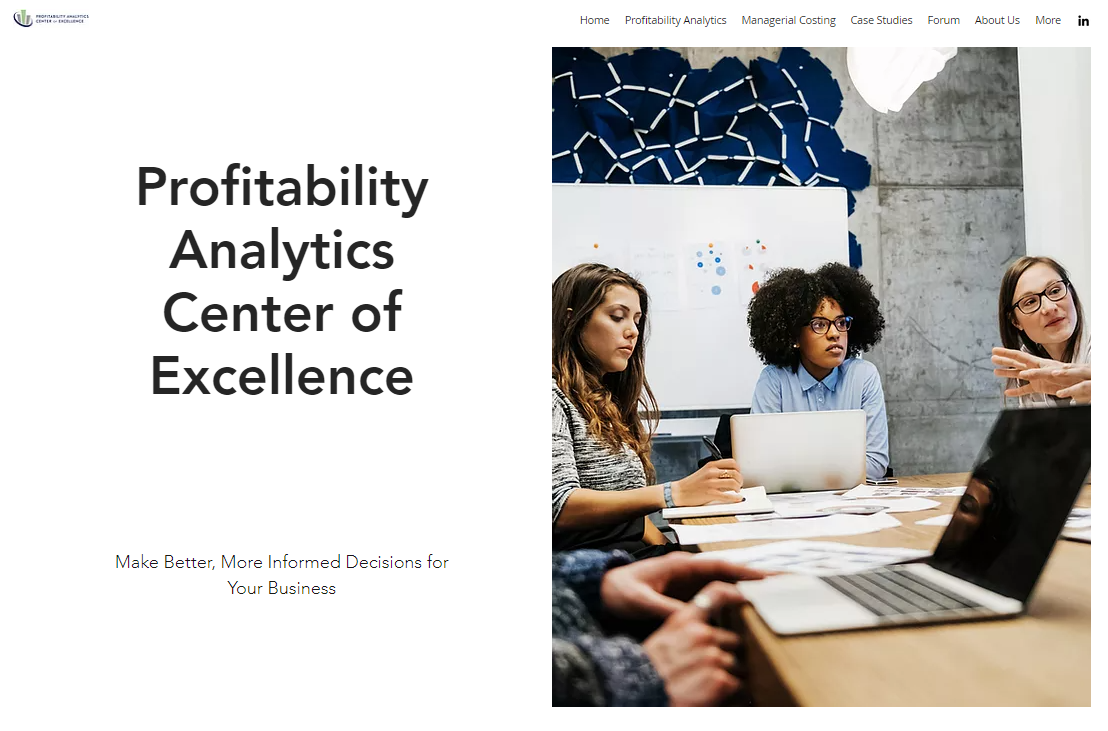 PROFITABILITY ANALYTICS
CENTER OF EXCELLENCE
Home Profitability Analytics Managerial Costing Case Studies Forum About Us More in
Profitability
Analytics
Center of
Excellence
Make Better, More Informed Decisions for
Your Business